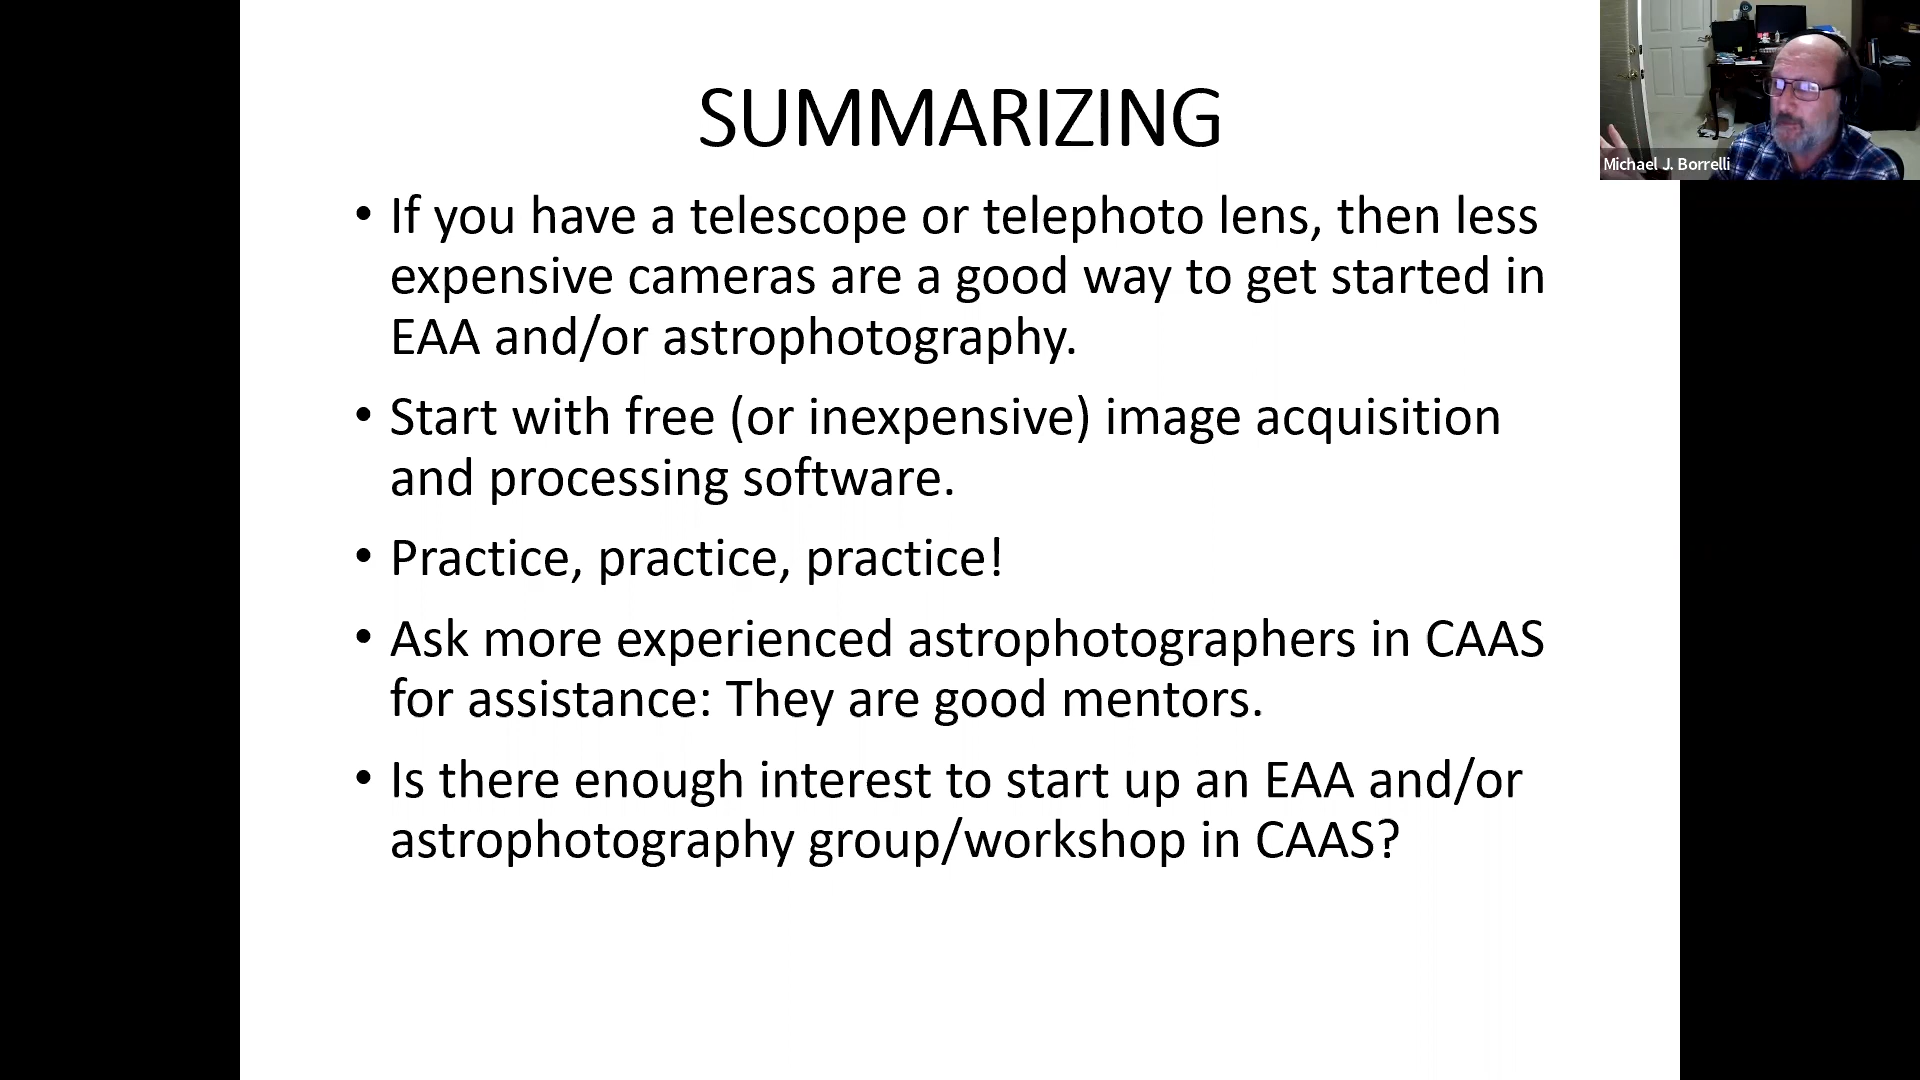 SUMMARIZING
• If you have a telescope or telephoto lens, then less
expensive cameras are a good way to get started in
EAA and/or astrophotography.
• Start with free (or inexpensive) image acquisition
and processing software.
• Practice, practice, practice!
• Ask more experienced astrophotographers in CAAS
for assistance: They are good mentors.
• Is there enough interest to start up an EAA and/or
astrophotography group/workshop in CAAS?
Michael J. Borrelli